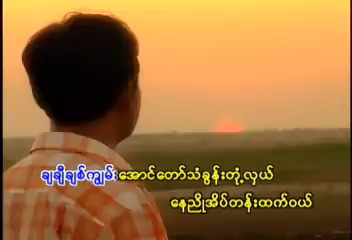 ချချီချစ်ကျွမ်းအောင်တော်သံခွန်းတုံ့လှယ်
နေညိုအိပ်တန်းထက်ဝယ်